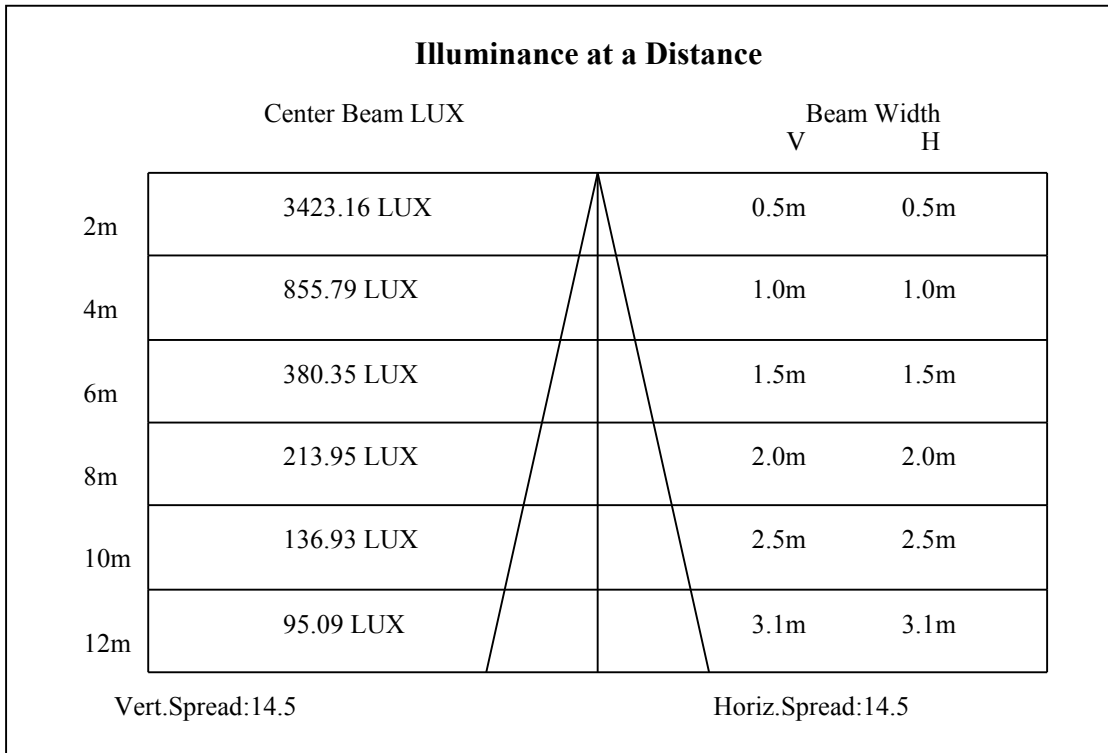 Illuminance at a Distance
Center Beam LUX Beam Width
V H
2m 3423.16 LUX 0.5m 0.5m
4m 855.79 LUX 1.0m 1.0m
6m 380.35 LUX 1.5m 1.5m
8m 213.95 LUX 2.0m 2.0m
10m 136.93 LUX 2.5m 2.5m
12m 95.09 LUX 3.1m 3.1m
Vert.Spread:14.5 Horiz.Spread:14.5